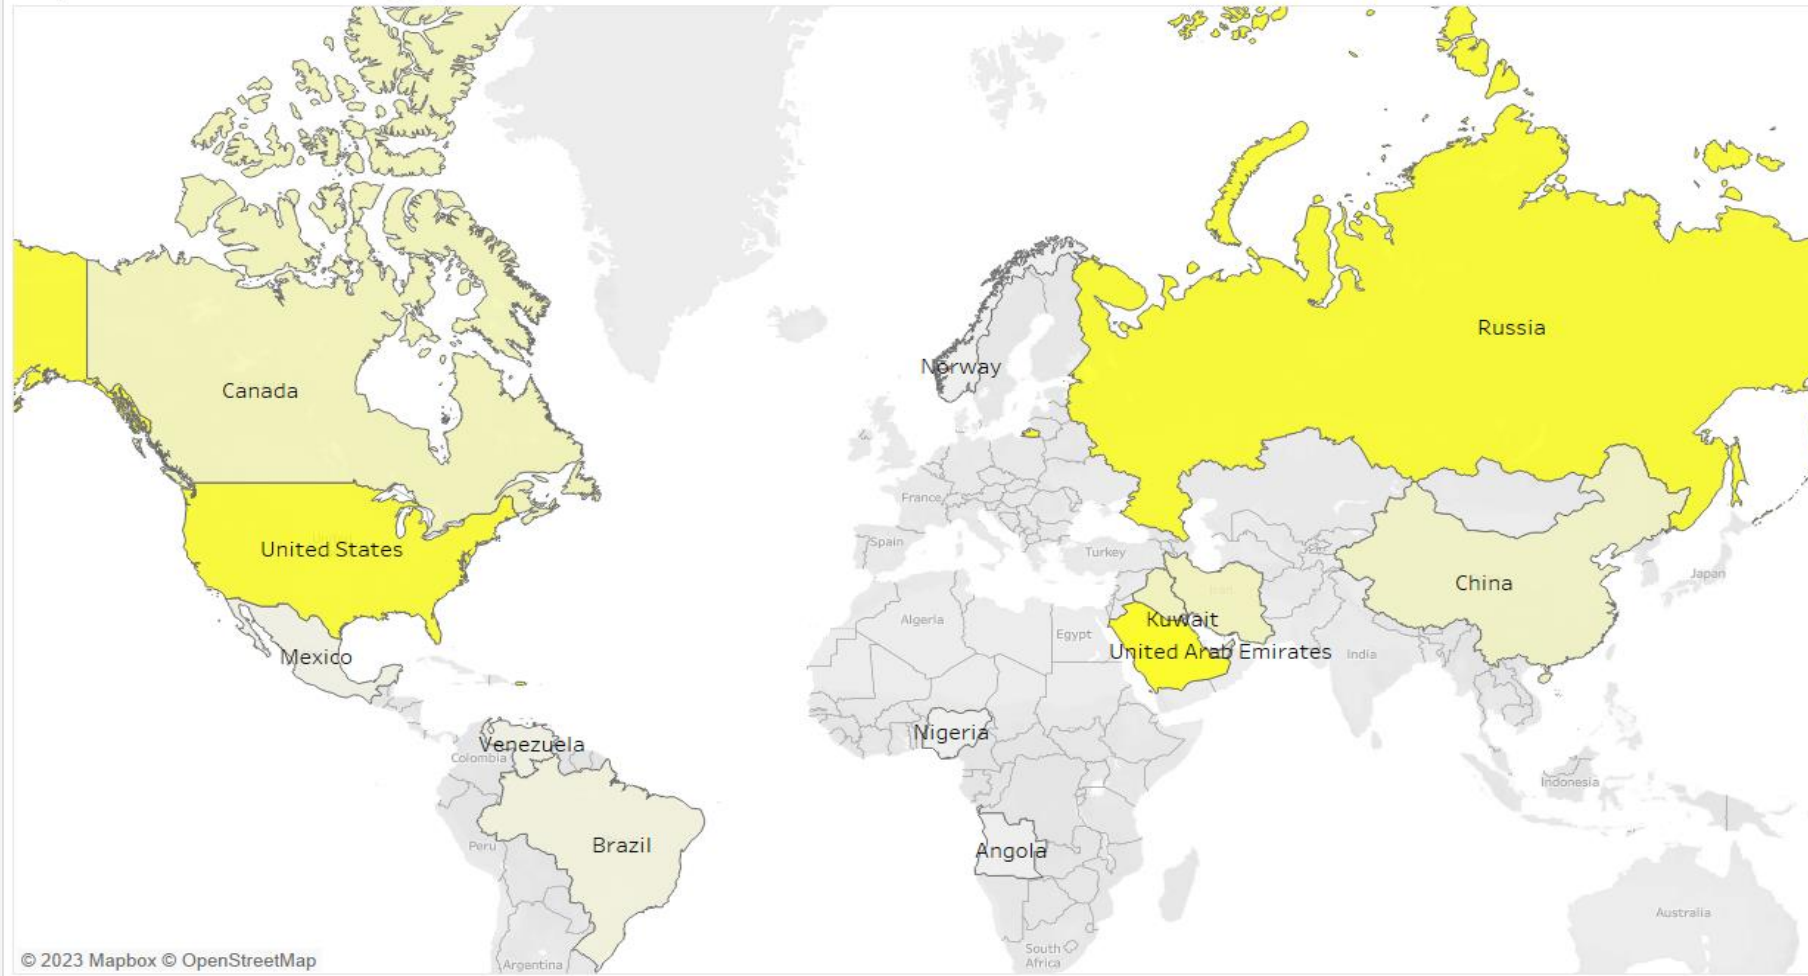 Russia
Norway
Canada
France
United States
Spain
Turkey
China
Japan
Algeria
Kuwait
Egypt
United Arab Emirates
India
Mexico
Nigeria
Venezuela
Colombia
Indonesia
Brazil
Peru
Angola
Australia
South
Africa
© 2023 Mapbox © OpenStreetMap
Argentina